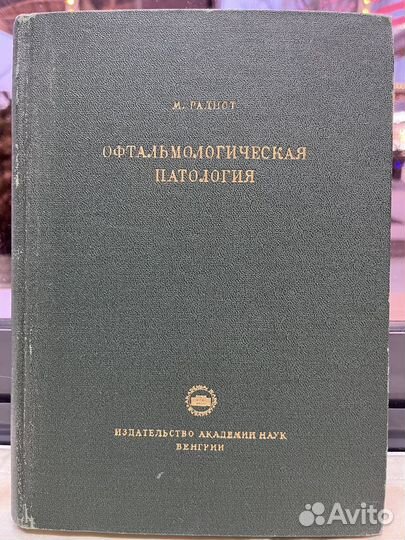 М. РАДНОТ
ОФТАЛЬМОЛОГИЧЕСКАЯ
ПАТОЛОГИЯ
ИЗДАТЕЛЬСТВО АКАДЕМИИ НАУК
ВЕНГРИИ
Avito